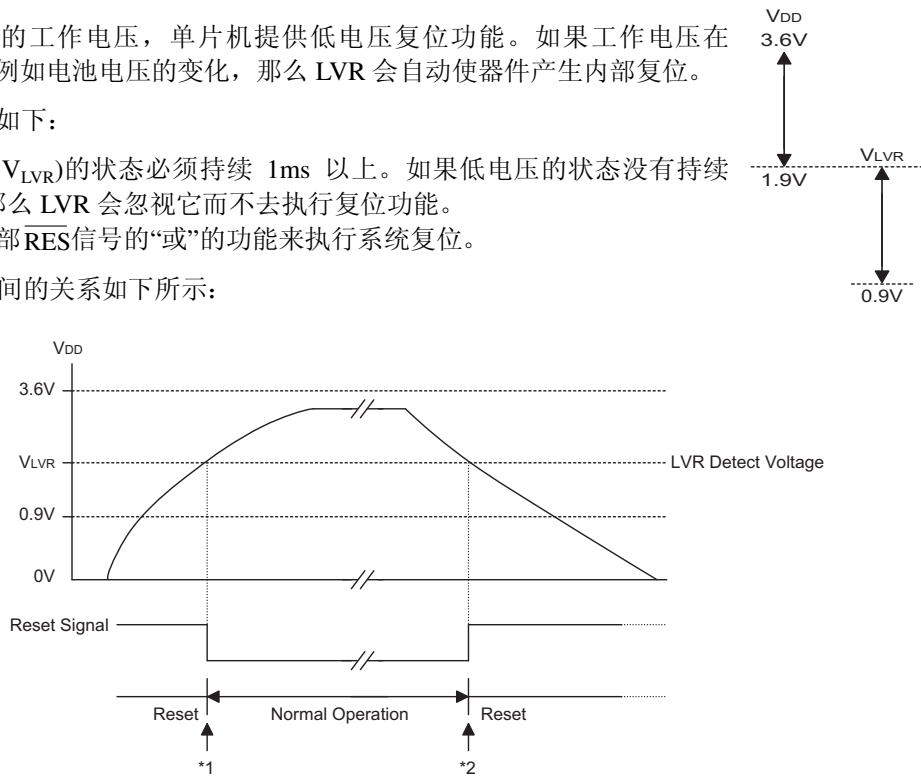 的工作电压，单片机提供低电压复位功能。如果工作电压在
例如电池电压的变化，那么 LVR 会自动使器件产生内部复位。
如下：
V_LVR)的状态必须持续 1ms 以上。如果低电压的状态没有持续
那么 LVR 会忽视它而不去执行复位功能。
部RES信号的“或”的功能来执行系统复位。
间的关系如下所示：
VDD
3.6V
VLVR
1.9V
0.9V
VDD
3.6V
VLVR
LVR Detect Voltage
0.9V
0V
Reset Signal
Reset Normal Operation Reset
*1 *2